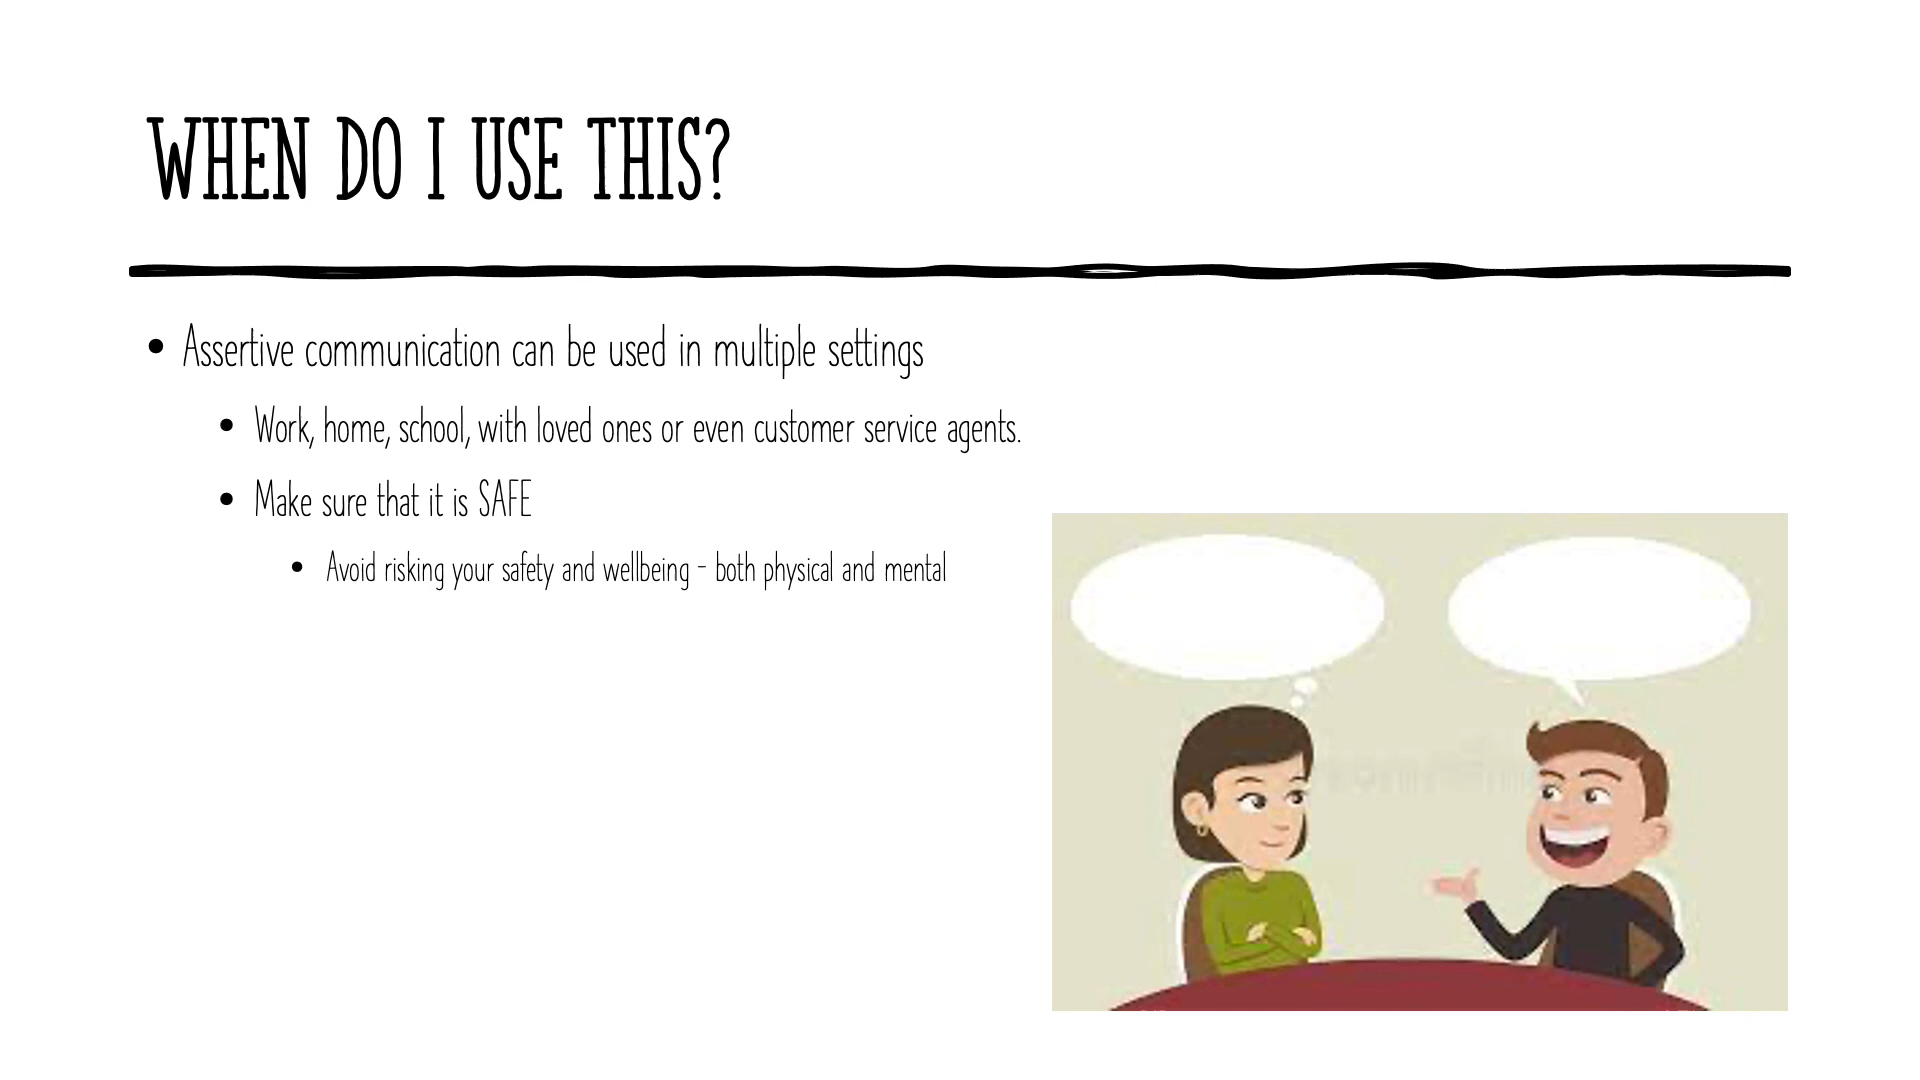 WHEN DO I USE THIS?
• Assertive communication can be used in multiple settings
• Work, home, school, with loved ones or even customer service agents.
• Make sure that it is SAFE
• Avoid risking your safety and wellbeing - both physical and mental